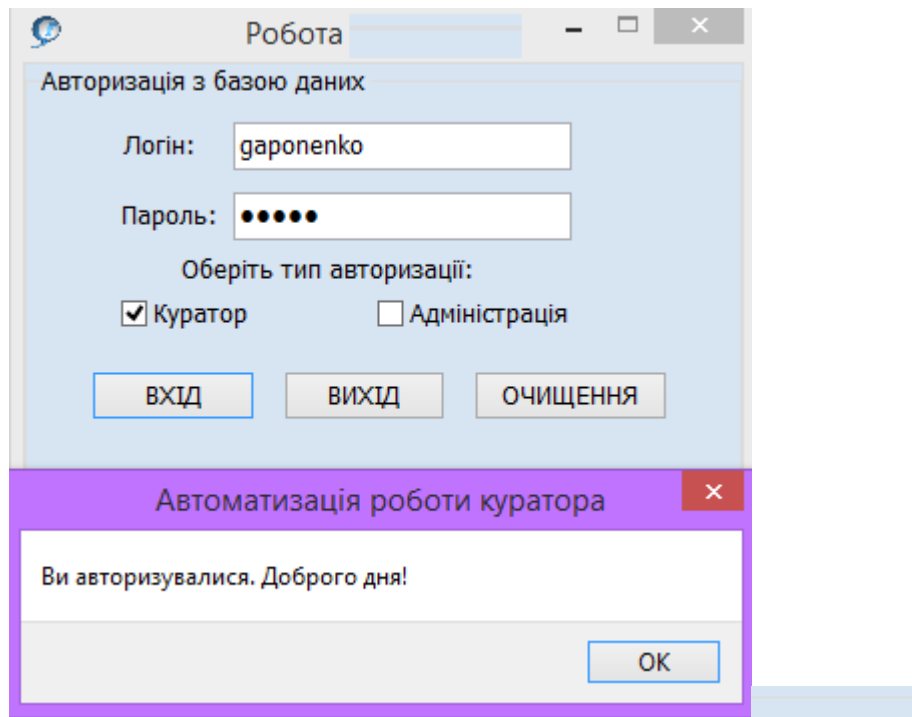 Робота
Авторизація з базою даних
Логін: gaponenko
Пароль: ●●●●●
Оберіть тип авторизації:
Куратор Адміністрація
ВХІД ВИХІД ОЧИЩЕННЯ
Автоматизація роботи куратора
Ви авторизувалися. Доброго дня!
OK